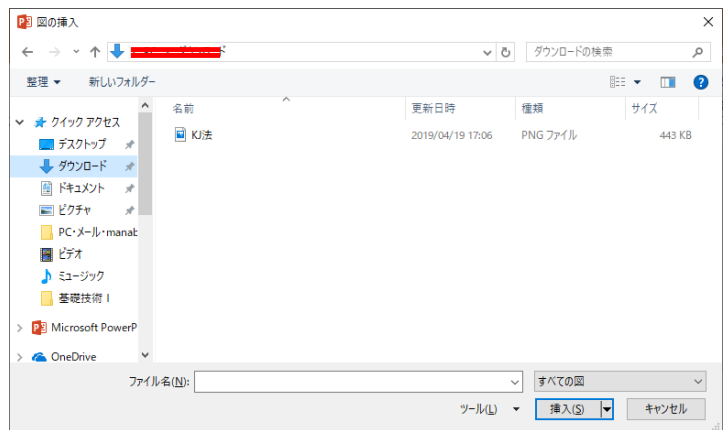 図の挿入
ダウンロードの検索
整理 新しいフォルダー
名前 更新日時 種類 サイズ
クイック アクセス
KJ法 2019/04/19 17:06 PNG ファイル 443 KB
デスクトップ
ダウンロード
ドキュメント
ピクチャ
PC・メール・manab
ビデオ
ミュージック
基礎技術 I
Microsoft PowerP
OneDrive
ファイル名(N): すべての図
ツール(L) 挿入(S) キャンセル